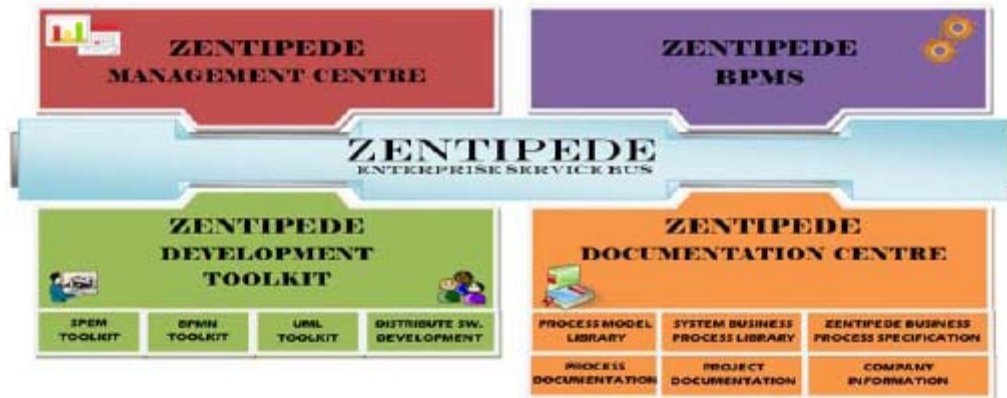 ZENTIPEDE
MANAGEMENT CENTRE
ZENTIPEDE
BPMS
ZENTIPEDE
ENTERPRISE SERVICE BUS
ZENTIPEDE
DEVELOPMENT
TOOLKIT
SPEM
TOOLKIT
BPMN
TOOLKIT
UML
TOOLKIT
DISTRIBUTE SW.
DEVELOPMENT
ZENTIPEDE
DOCUMENTATION CENTRE
PROCESS MODEL
LIBRARY
SYSTEM BUSINESS
PROCESS LIBRARY
ZENTIPEDE BUSINESS
PROCESS SPECIFICATION
PROCESS
DOCUMENTATION
PROJECT
DOCUMENTATION
COMPANY
INFORMATION